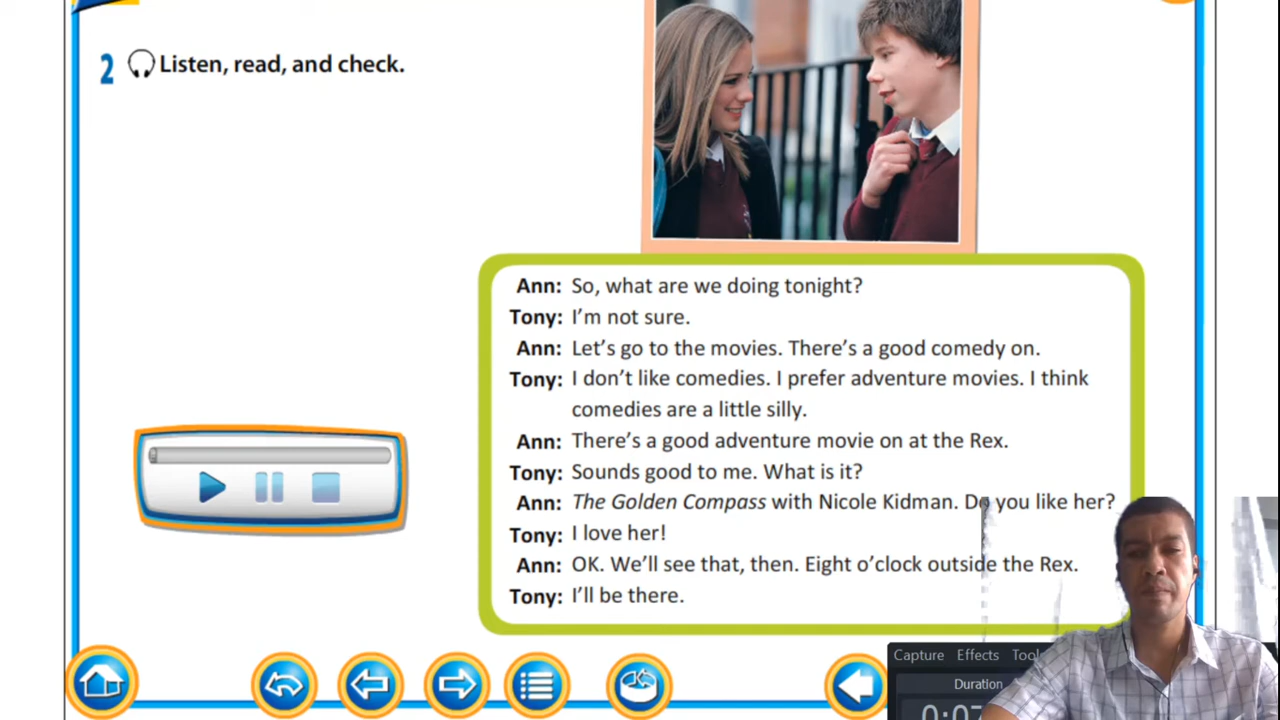 2 Listen, read, and check.
Ann: So, what are we doing tonight?
Tony: I'm not sure.
Ann: Let's go to the movies. There's a good comedy on.
Tony: I don't like comedies. I prefer adventure movies. I think
comedies are a little silly.
Ann: There's a good adventure movie on at the Rex.
Tony: Sounds good to me. What is it?
Ann: The Golden Compass with Nicole Kidman. Do you like her?
Tony: I love her!
Ann: OK. We'll see that, then. Eight o'clock outside the Rex.
Tony: I'll be there.
Capture Effects
Duration